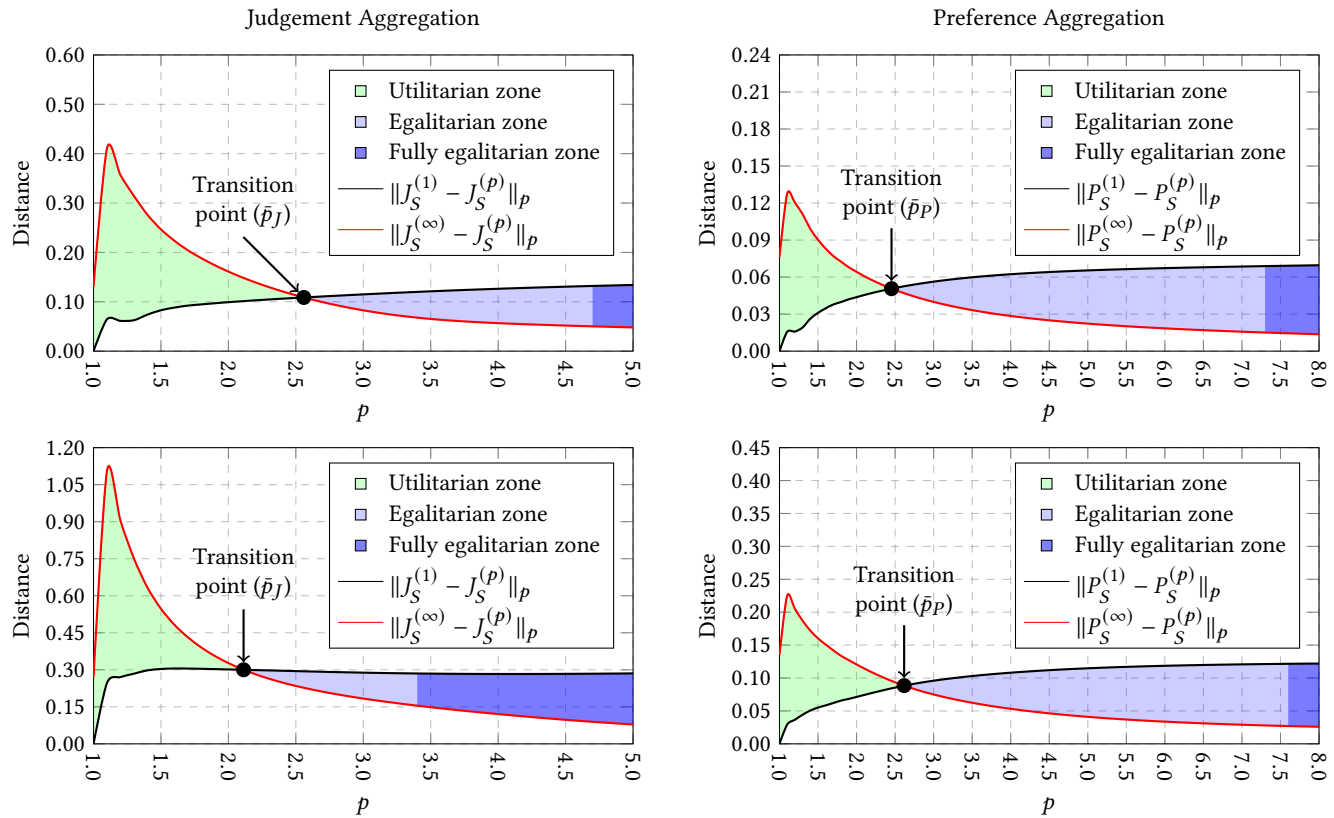 Judgement Aggregation
Preference Aggregation
0.60
0.50
0.40
0.30
0.20
0.10
0.00
Distance
Utilitarian zone
Egalitarian zone
Fully egalitarian zone
‖J_S^(1) − J_S^(p)‖_p
‖J_S^(∞) − J_S^(p)‖_p
Transition
point (p̄_J)
1.0 1.5 2.0 2.5 3.0 3.5 4.0 4.5 5.0
p
0.24
0.21
0.18
0.15
0.12
0.09
0.06
0.03
0.00
Distance
Utilitarian zone
Egalitarian zone
Fully egalitarian zone
‖P_S^(1) − P_S^(p)‖_p
‖P_S^(∞) − P_S^(p)‖_p
Transition
point (p̄_P)
1.0 1.5 2.0 2.5 3.0 3.5 4.0 4.5 5.0 5.5 6.0 6.5 7.0 7.5 8.0
p
1.20
1.05
0.90
0.75
0.60
0.45
0.30
0.15
0.00
Distance
Utilitarian zone
Egalitarian zone
Fully egalitarian zone
‖J_S^(1) − J_S^(p)‖_p
‖J_S^(∞) − J_S^(p)‖_p
Transition
point (p̄_J)
1.0 1.5 2.0 2.5 3.0 3.5 4.0 4.5 5.0
p
0.45
0.40
0.35
0.30
0.25
0.20
0.15
0.10
0.05
0.00
Distance
Utilitarian zone
Egalitarian zone
Fully egalitarian zone
‖P_S^(1) − P_S^(p)‖_p
‖P_S^(∞) − P_S^(p)‖_p
Transition
point (p̄_P)
1.0 1.5 2.0 2.5 3.0 3.5 4.0 4.5 5.0 5.5 6.0 6.5 7.0 7.5 8.0
p